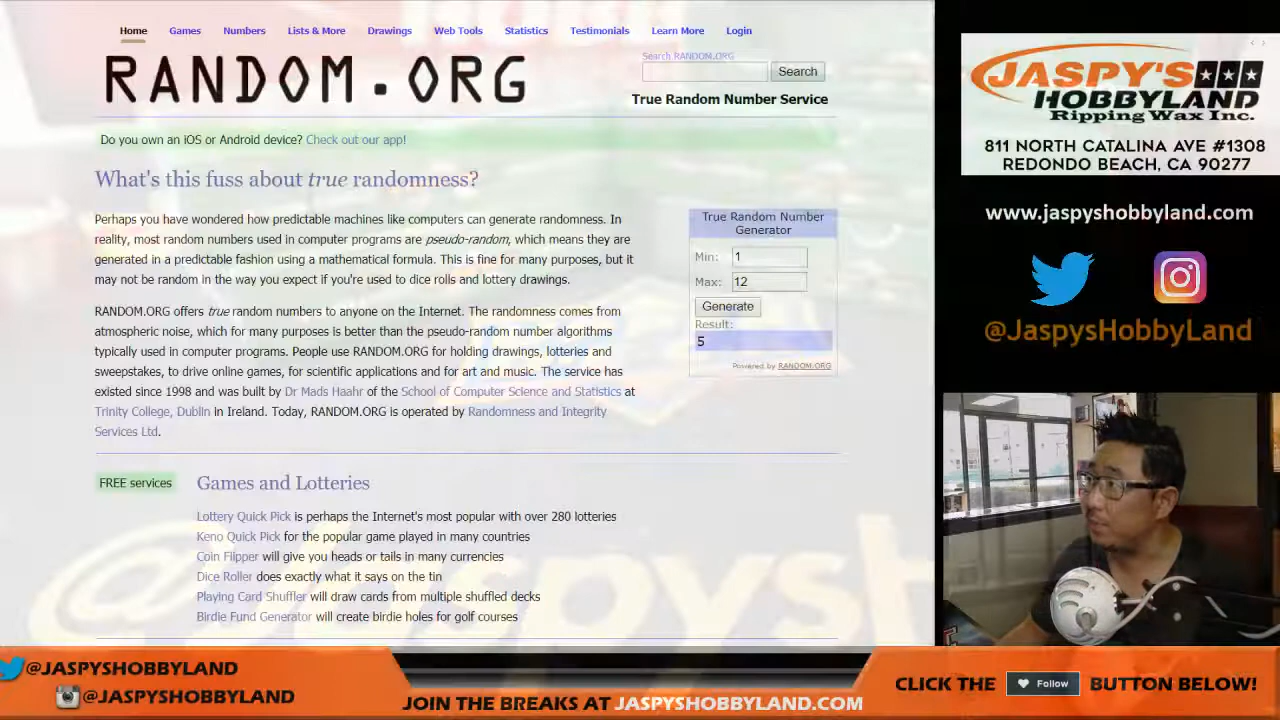 Home Games Numbers Lists & More Drawings Web Tools Statistics Testimonials Learn More Login
RANDOM.ORG
Search RANDOM.ORG
Search
True Random Number Service
Do you own an iOS or Android device? Check out our app!
What's this fuss about true randomness?
Perhaps you have wondered how predictable machines like computers can generate randomness. In
reality, most random numbers used in computer programs are pseudo-random, which means they are
generated in a predictable fashion using a mathematical formula. This is fine for many purposes, but it
may not be random in the way you expect if you're used to dice rolls and lottery drawings.
RANDOM.ORG offers true random numbers to anyone on the Internet. The randomness comes from
atmospheric noise, which for many purposes is better than the pseudo-random number algorithms
typically used in computer programs. People use RANDOM.ORG for holding drawings, lotteries and
sweepstakes, to drive online games, for scientific applications and for art and music. The service has
existed since 1998 and was built by Dr Mads Haahr of the School of Computer Science and Statistics at
Trinity College, Dublin in Ireland. Today, RANDOM.ORG is operated by Randomness and Integrity
Services Ltd.
True Random Number
Generator
Min: 1
Max: 12
Generate
Result:
5
Powered by RANDOM.ORG
FREE services
Games and Lotteries
Lottery Quick Pick is perhaps the Internet's most popular with over 280 lotteries
Keno Quick Pick for the popular game played in many countries
Coin Flipper will give you heads or tails in many currencies
Dice Roller does exactly what it says on the tin
Playing Card Shuffler will draw cards from multiple shuffled decks
Birdie Fund Generator will create birdie holes for golf courses
@jaspysh
JASPY'S
HOBBYLAND
Ripping Wax Inc.
811 NORTH CATALINA AVE #1308
REDONDO BEACH, CA 90277
www.jaspyshobbyland.com
@JaspysHobbyLand
@JASPYSHOBBYLAND
@JASPYSHOBBYLAND
JOIN THE BREAKS AT JASPYSHOBBYLAND.COM
CLICK THE Follow BUTTON BELOW!